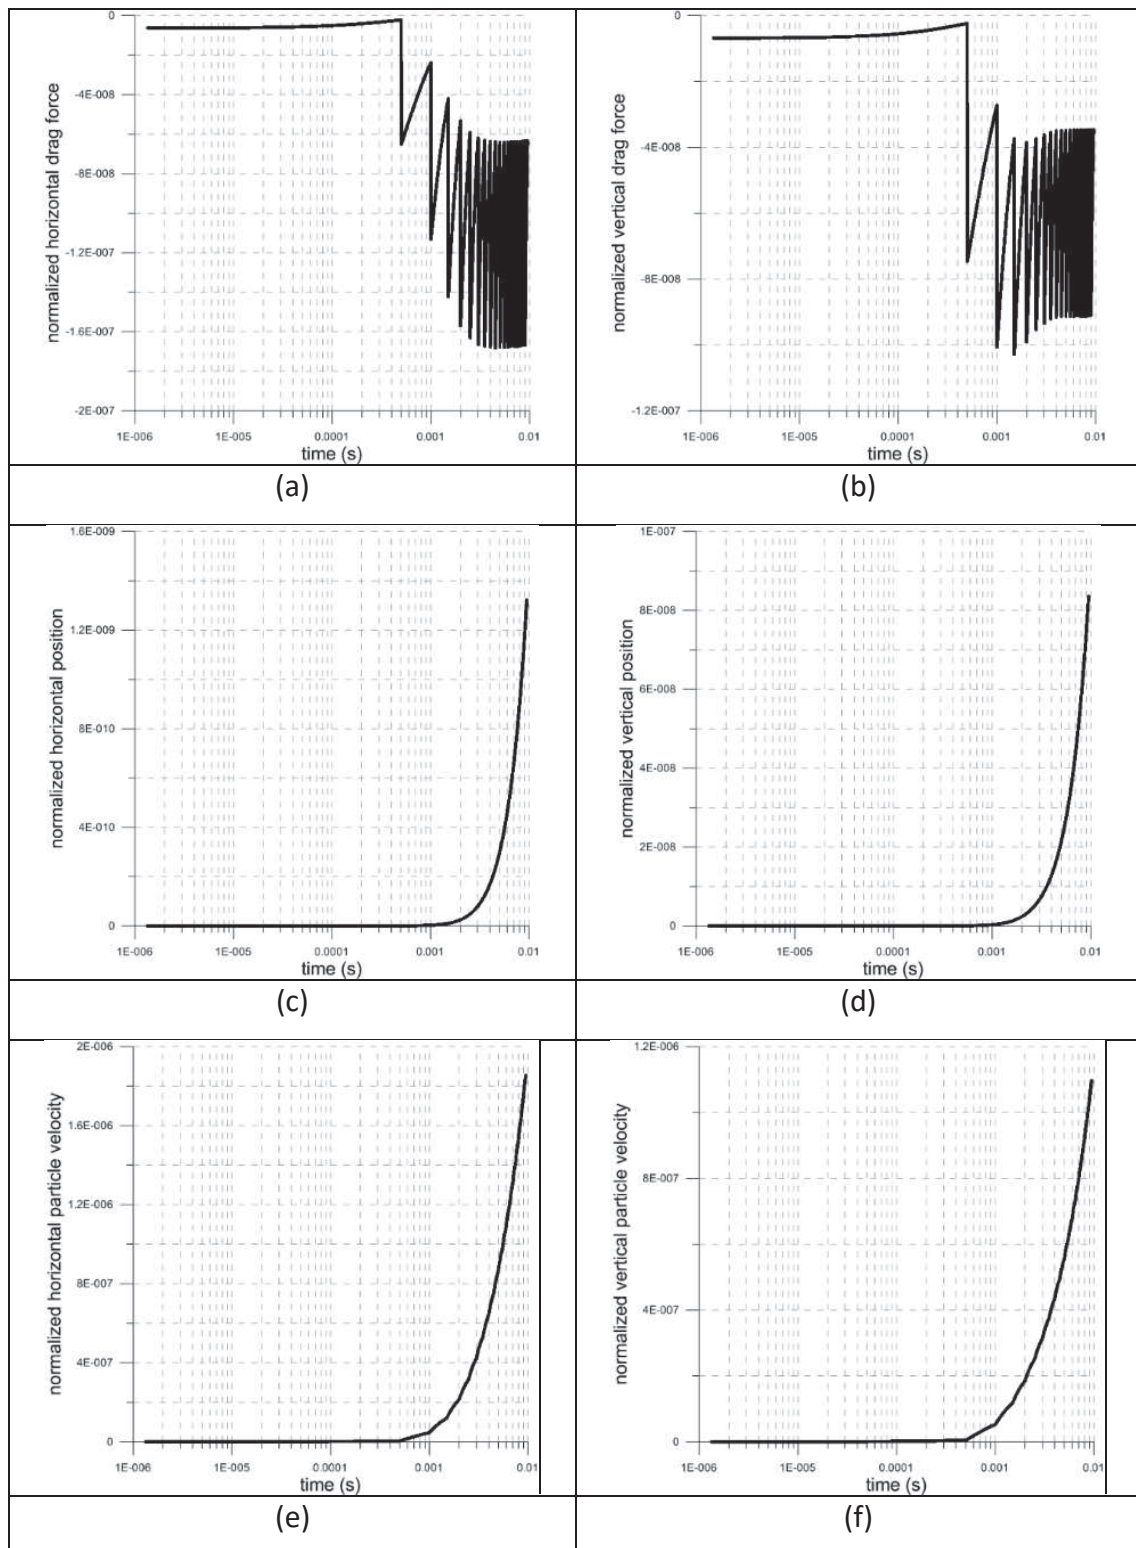 normalized horizontal drag force
0
-4E-008
-8E-008
-1.2E-007
-1.6E-007
-2E-007
1E-006 1E-005 0.0001 0.001 0.01
time (s)
(a)
normalized vertical drag force
0
-4E-008
-8E-008
-1.2E-007
1E-006 1E-005 0.0001 0.001 0.01
time (s)
(b)
normalized horizontal position
1.6E-009
1.2E-009
8E-010
4E-010
0
1E-006 1E-005 0.0001 0.001 0.01
time (s)
(c)
normalized vertical position
1E-007
8E-008
6E-008
4E-008
2E-008
0
1E-006 1E-005 0.0001 0.001 0.01
time (s)
(d)
normalized horizontal particle velocity
2E-006
1.6E-006
1.2E-006
8E-007
4E-007
0
1E-006 1E-005 0.0001 0.001 0.01
time (s)
(e)
normalized vertical particle velocity
1.2E-006
8E-007
4E-007
0
1E-006 1E-005 0.0001 0.001 0.01
time (s)
(f)